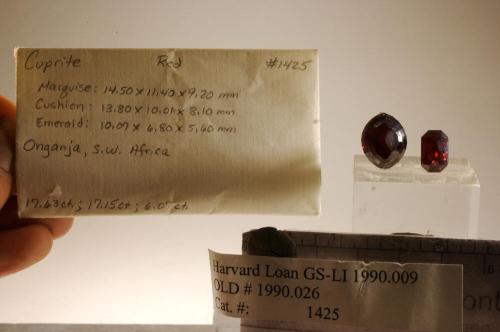 Cuprite Red #1425
Marquise: 14.50 x 11.40 x 9.20 mm
Cushion: 13.80 x 10.01 x 8.10 mm
Emerald: 10.09 x 6.80 x 5.60 mm
Onganja, S.W. Africa
17.63ct.; 17.15ct; 6.05ct.
Harvard Loan GS-LI 1990.009
OLD # 1990.026
Cat. #: 1425